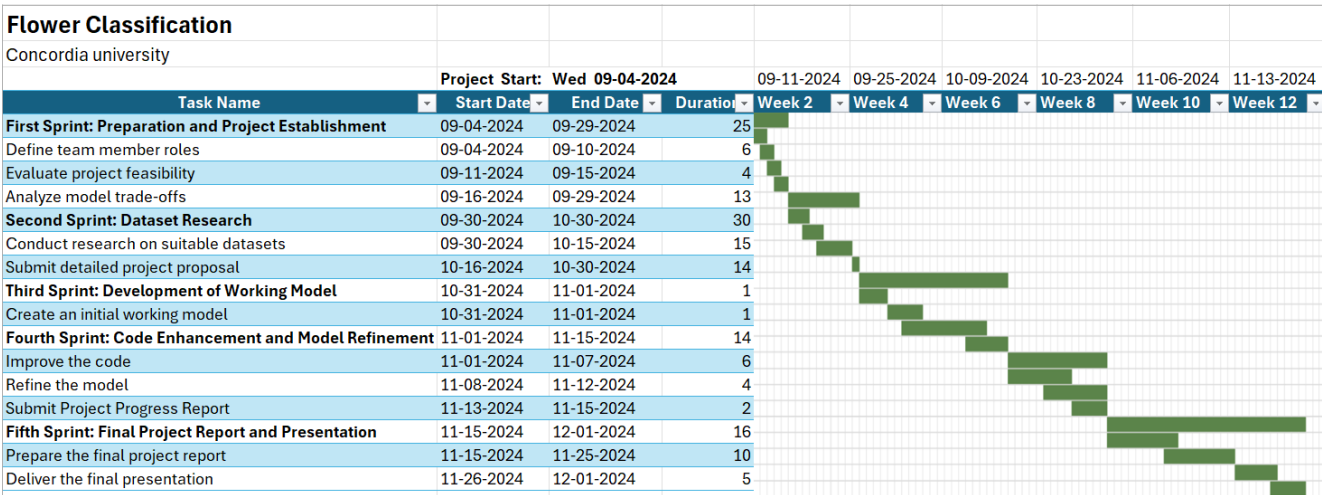 Flower Classification
Concordia university
Project Start: Wed 09-04-2024 09-11-2024 09-25-2024 10-09-2024 10-23-2024 11-06-2024 11-13-2024
Task Name Start Date End Date Duration Week 2 Week 4 Week 6 Week 8 Week 10 Week 12
First Sprint: Preparation and Project Establishment 09-04-2024 09-29-2024 25
Define team member roles 09-04-2024 09-10-2024 6
Evaluate project feasibility 09-11-2024 09-15-2024 4
Analyze model trade-offs 09-16-2024 09-29-2024 13
Second Sprint: Dataset Research 09-30-2024 10-30-2024 30
Conduct research on suitable datasets 09-30-2024 10-15-2024 15
Submit detailed project proposal 10-16-2024 10-30-2024 14
Third Sprint: Development of Working Model 10-31-2024 11-01-2024 1
Create an initial working model 10-31-2024 11-01-2024 1
Fourth Sprint: Code Enhancement and Model Refinement 11-01-2024 11-15-2024 14
Improve the code 11-01-2024 11-07-2024 6
Refine the model 11-08-2024 11-12-2024 4
Submit Project Progress Report 11-13-2024 11-15-2024 2
Fifth Sprint: Final Project Report and Presentation 11-15-2024 12-01-2024 16
Prepare the final project report 11-15-2024 11-25-2024 10
Deliver the final presentation 11-26-2024 12-01-2024 5